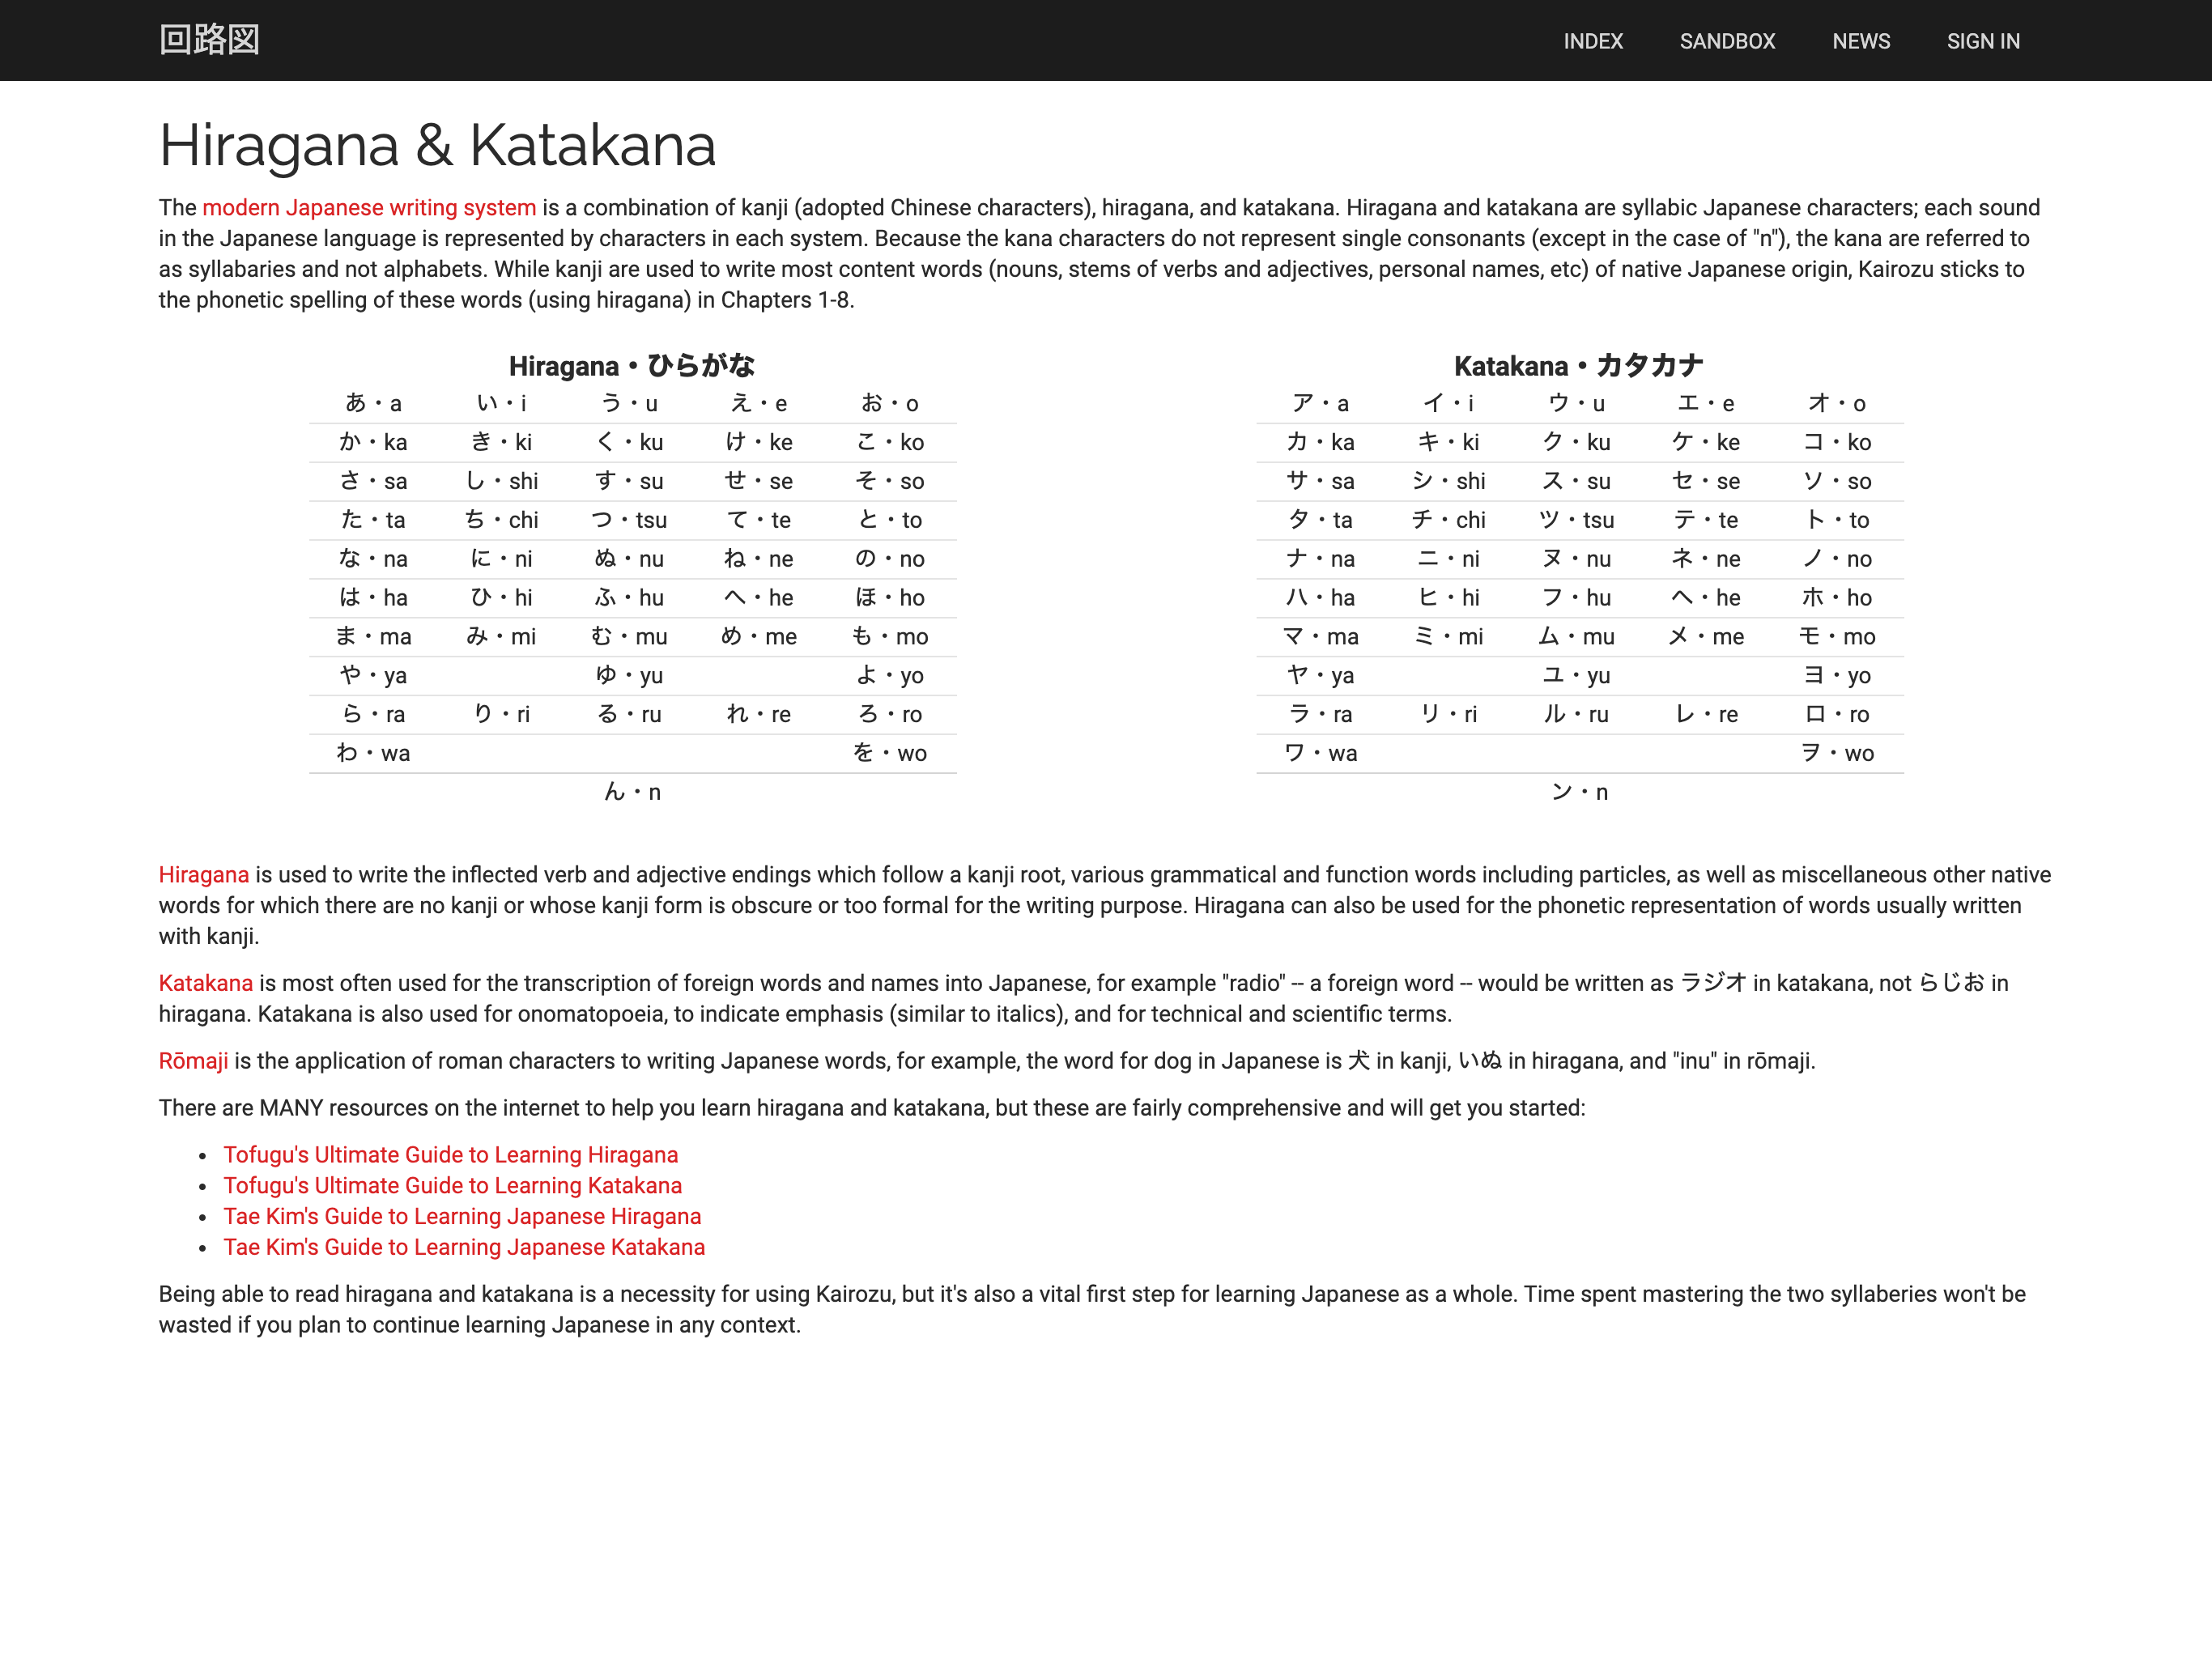 回路図
INDEX SANDBOX NEWS SIGN IN
Hiragana & Katakana
The modern Japanese writing system is a combination of kanji (adopted Chinese characters), hiragana, and katakana. Hiragana and katakana are syllabic Japanese characters; each sound
in the Japanese language is represented by characters in each system. Because the kana characters do not represent single consonants (except in the case of "n"), the kana are referred to
as syllabaries and not alphabets. While kanji are used to write most content words (nouns, stems of verbs and adjectives, personal names, etc) of native Japanese origin, Kairozu sticks to
the phonetic spelling of these words (using hiragana) in Chapters 1-8.
Hiragana・ひらがな
あ・a い・i う・u え・e お・o
か・ka き・ki く・ku け・ke こ・ko
さ・sa し・shi す・su せ・se そ・so
た・ta ち・chi つ・tsu て・te と・to
な・na に・ni ぬ・nu ね・ne の・no
は・ha ひ・hi ふ・hu へ・he ほ・ho
ま・ma み・mi む・mu め・me も・mo
や・ya ゆ・yu よ・yo
ら・ra り・ri る・ru れ・re ろ・ro
わ・wa を・wo
ん・n
Katakana・カタカナ
ア・a イ・i ウ・u エ・e オ・o
カ・ka キ・ki ク・ku ケ・ke コ・ko
サ・sa シ・shi ス・su セ・se ソ・so
タ・ta チ・chi ツ・tsu テ・te ト・to
ナ・na ニ・ni ヌ・nu ネ・ne ノ・no
ハ・ha ヒ・hi フ・hu ヘ・he ホ・ho
マ・ma ミ・mi ム・mu メ・me モ・mo
ヤ・ya ユ・yu ヨ・yo
ラ・ra リ・ri ル・ru レ・re ロ・ro
ワ・wa ヲ・wo
ン・n
Hiragana is used to write the inflected verb and adjective endings which follow a kanji root, various grammatical and function words including particles, as well as miscellaneous other native
words for which there are no kanji or whose kanji form is obscure or too formal for the writing purpose. Hiragana can also be used for the phonetic representation of words usually written
with kanji.
Katakana is most often used for the transcription of foreign words and names into Japanese, for example "radio" -- a foreign word -- would be written as ラジオ in katakana, not らじお in
hiragana. Katakana is also used for onomatopoeia, to indicate emphasis (similar to italics), and for technical and scientific terms.
Rōmaji is the application of roman characters to writing Japanese words, for example, the word for dog in Japanese is 犬 in kanji, いぬ in hiragana, and "inu" in rōmaji.
There are MANY resources on the internet to help you learn hiragana and katakana, but these are fairly comprehensive and will get you started:
• Tofugu's Ultimate Guide to Learning Hiragana
• Tofugu's Ultimate Guide to Learning Katakana
• Tae Kim's Guide to Learning Japanese Hiragana
• Tae Kim's Guide to Learning Japanese Katakana
Being able to read hiragana and katakana is a necessity for using Kairozu, but it's also a vital first step for learning Japanese as a whole. Time spent mastering the two syllaberies won't be
wasted if you plan to continue learning Japanese in any context.